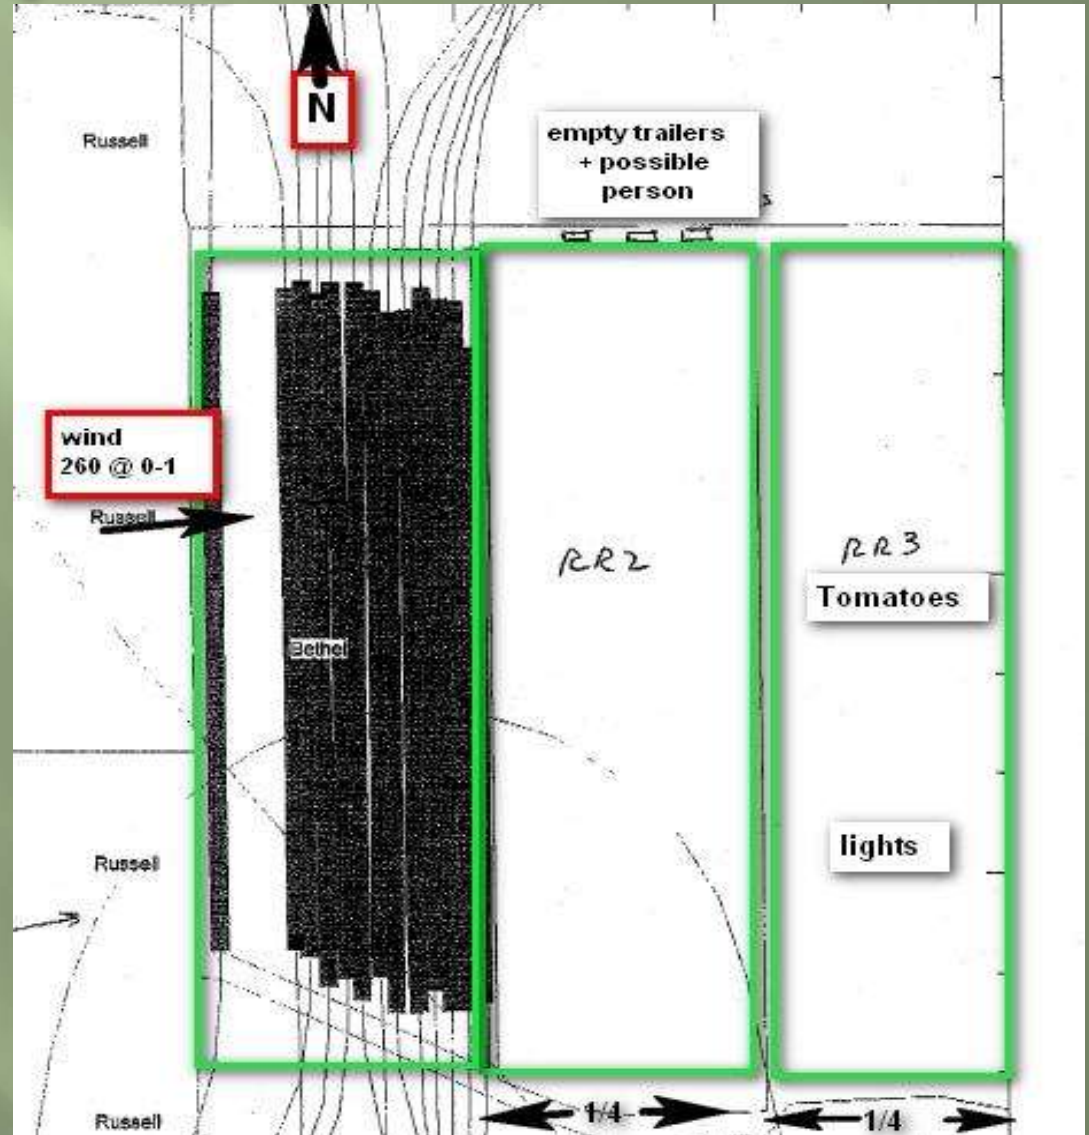 N
Russell
empty trailers
+ possible
person
wind
260 @ 0-1
Russell
RR2
RR3
Tomatoes
Bethel
lights
Russell
Russell
1/4
1/4